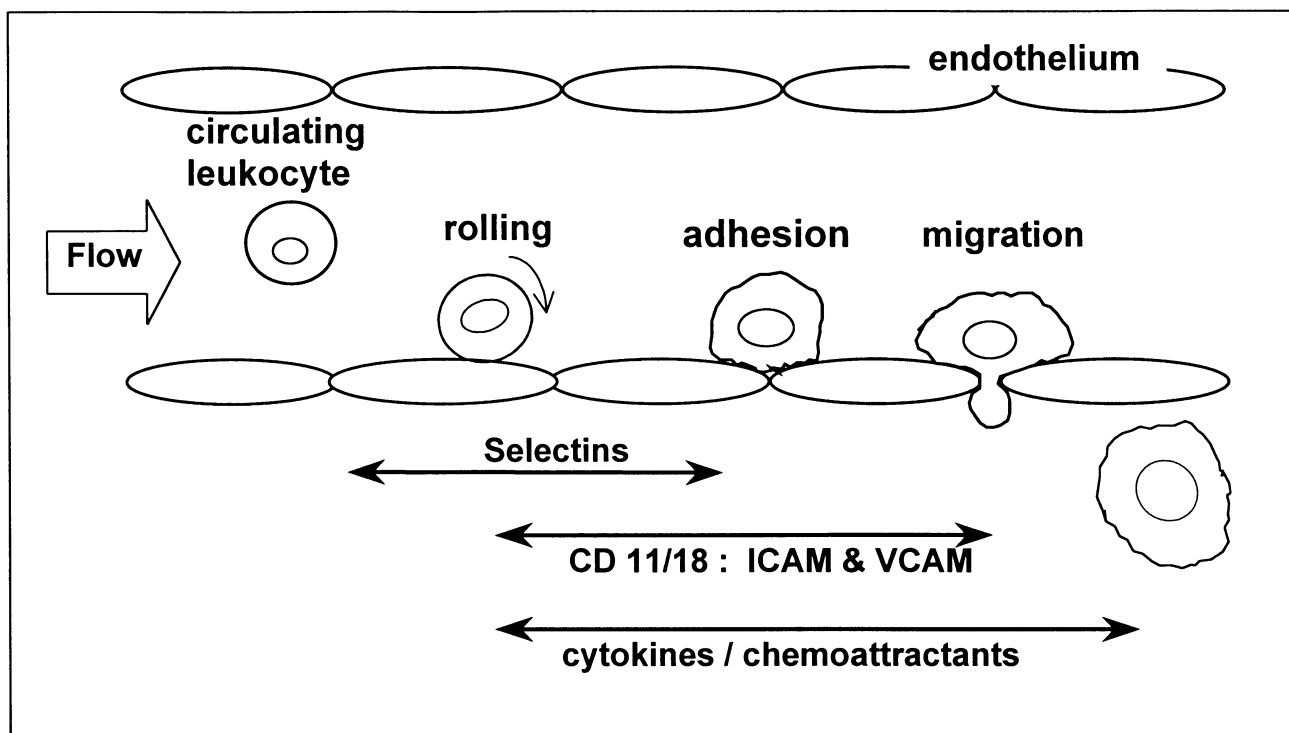 endothelium
circulating
leukocyte
Flow
rolling
adhesion
migration
Selectins
CD 11/18 : ICAM & VCAM
cytokines / chemoattractants